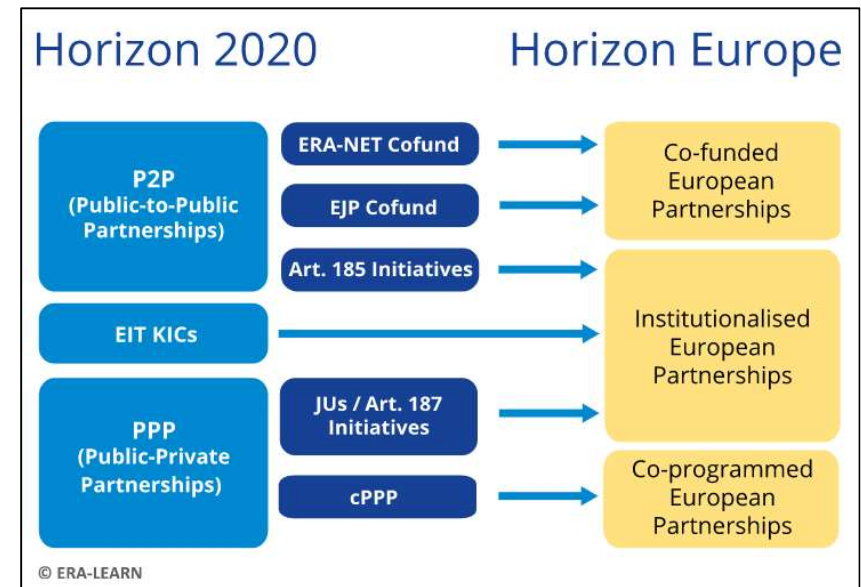 Horizon 2020
Horizon Europe
P2P
(Public-to-Public
Partnerships)
ERA-NET Cofund
EJP Cofund
Art. 185 Initiatives
Co-funded
European
Partnerships
EIT KICs
Institutionalised
European
Partnerships
PPP
(Public-Private
Partnerships)
JUs / Art. 187
Initiatives
cPPP
Co-programmed
European
Partnerships
© ERA-LEARN